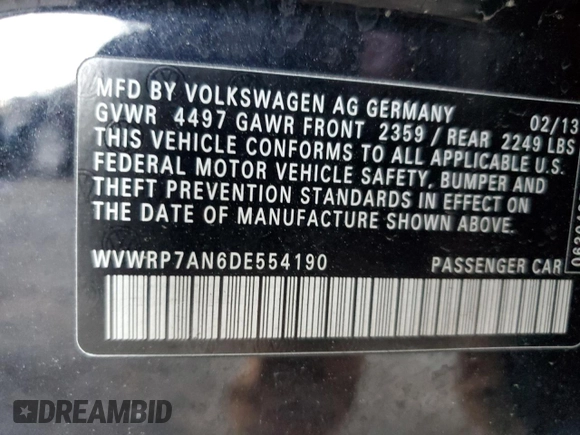 MFD BY VOLKSWAGEN AG GERMANY 02/13
GVWR 4497 GAWR FRONT 2359 / REAR 2249 LBS
THIS VEHICLE CONFORMS TO ALL APPLICABLE U.S.
FEDERAL MOTOR VEHICLE SAFETY, BUMPER AND
THEFT PREVENTION STANDARDS IN EFFECT ON
THE DATE OF MANUFACTURE SHOWN ABOVE.
WVWRP7AN6DE554190 PASSENGER CAR
DREAMBID